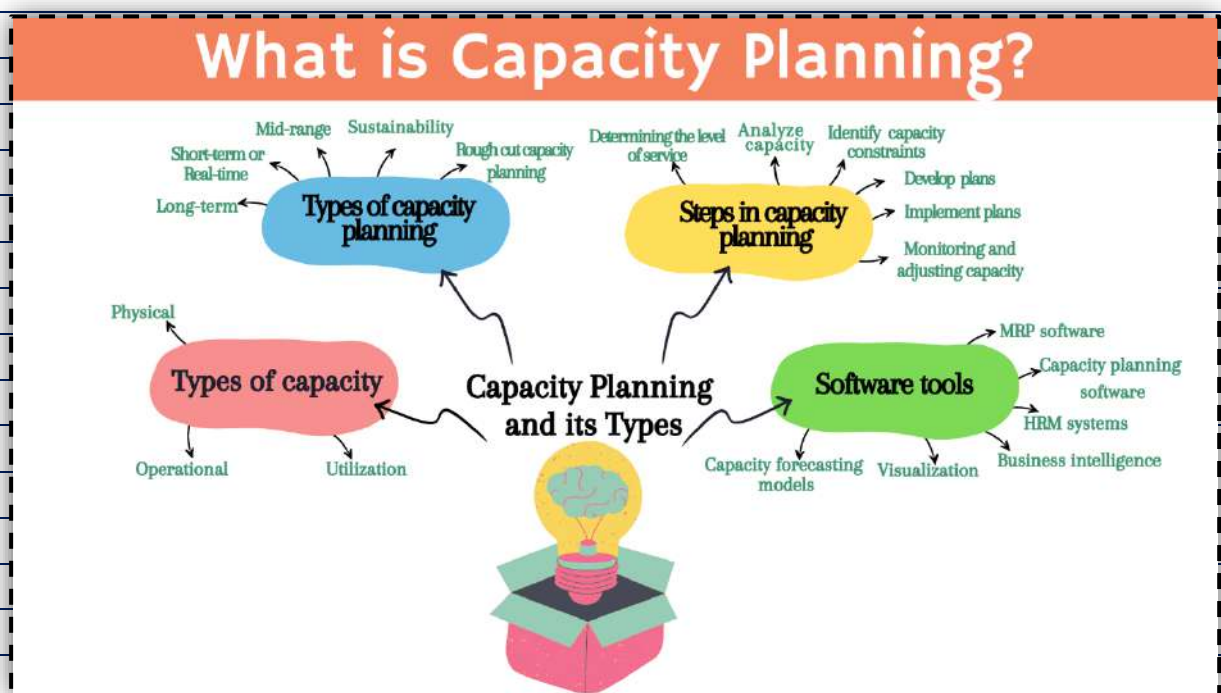 What is Capacity Planning?
Mid-range
Sustainability
Short-term or
Real-time
Rough cut capacity
planning
Long-term
Types of capacity
planning
Determining the level
of service
Analyze
capacity
Identify capacity
constraints
Develop plans
Implement plans
Monitoring and
adjusting capacity
Steps in capacity
planning
Physical
Types of capacity
Operational
Utilization
Capacity Planning
and its Types
Software tools
MRP software
Capacity planning
software
HRM systems
Business intelligence
Visualization
Capacity forecasting
models